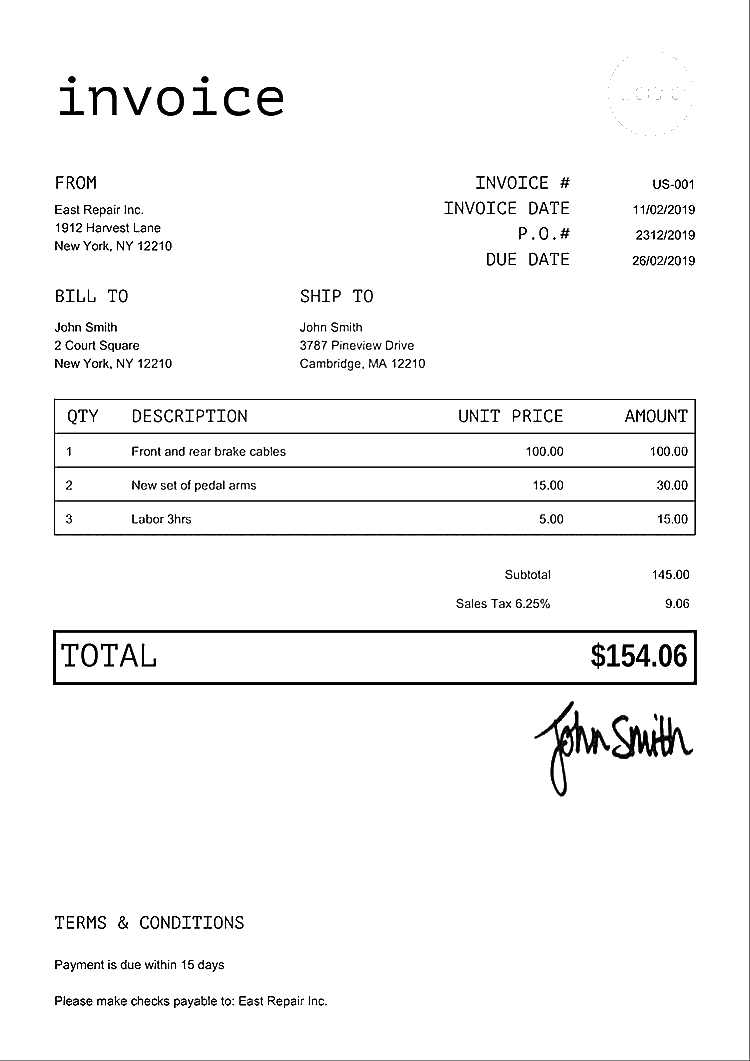 invoice
FROM
East Repair Inc.
1912 Harvest Lane
New York, NY 12210
INVOICE # US-001
INVOICE DATE 11/02/2019
P.O.# 2312/2019
DUE DATE 26/02/2019
BILL TO
John Smith
2 Court Square
New York, NY 12210
SHIP TO
John Smith
3787 Pineview Drive
Cambridge, MA 12210
QTY DESCRIPTION UNIT PRICE AMOUNT
1 Front and rear brake cables 100.00 100.00
2 New set of pedal arms 15.00 30.00
3 Labor 3hrs 5.00 15.00
Subtotal 145.00
Sales Tax 6.25% 9.06
TOTAL $154.06
John Smith
TERMS & CONDITIONS
Payment is due within 15 days
Please make checks payable to: East Repair Inc.